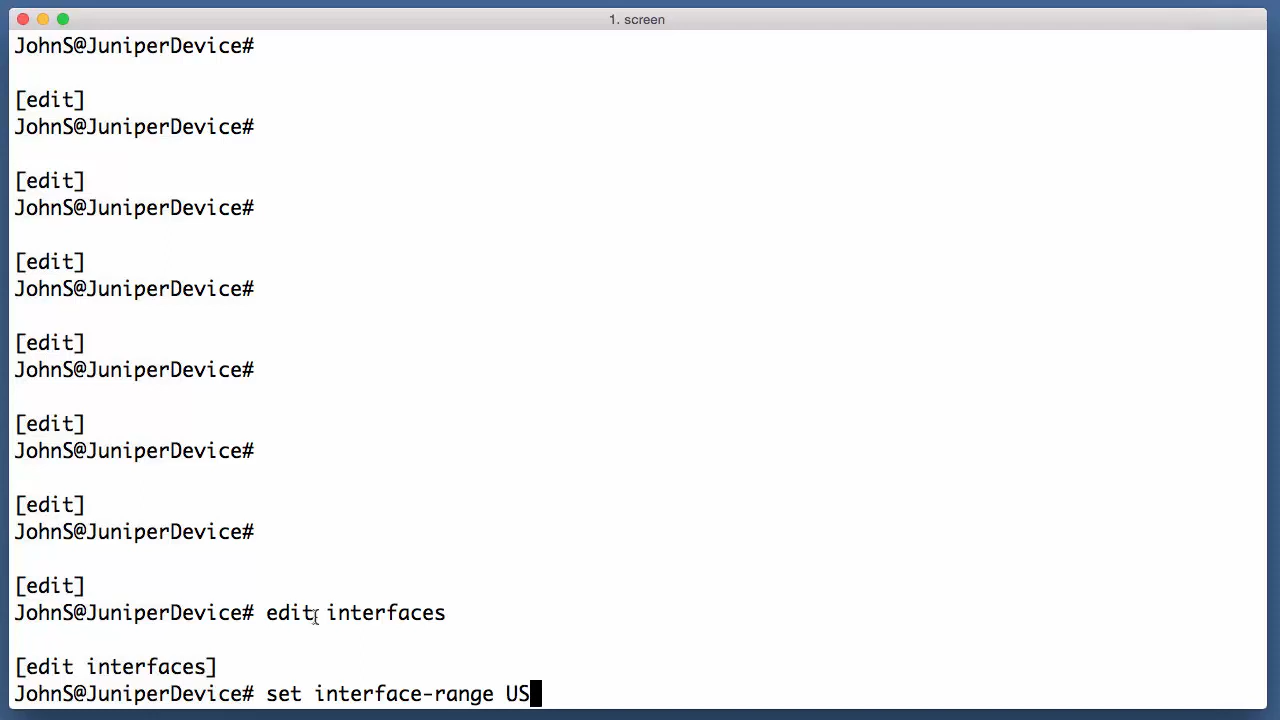 1. screen
JohnS@JuniperDevice#
[edit]
JohnS@JuniperDevice#
[edit]
JohnS@JuniperDevice#
[edit]
JohnS@JuniperDevice#
[edit]
JohnS@JuniperDevice#
[edit]
JohnS@JuniperDevice#
[edit]
JohnS@JuniperDevice#
[edit]
JohnS@JuniperDevice# edit interfaces
[edit interfaces]
JohnS@JuniperDevice# set interface-range US